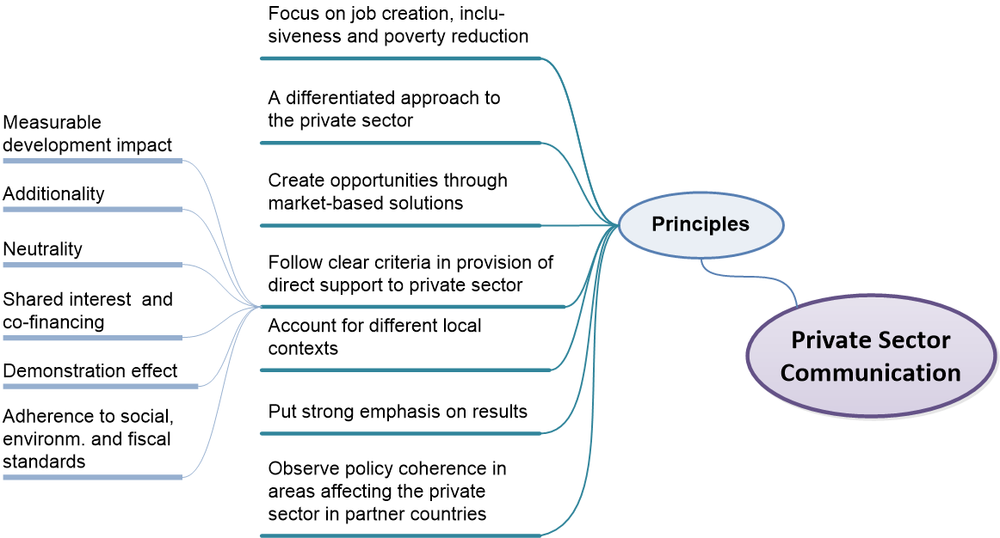 Focus on job creation, inclu-
siveness and poverty reduction
A differentiated approach to
the private sector
Create opportunities through
market-based solutions
Follow clear criteria in provision of
direct support to private sector
Account for different local
contexts
Put strong emphasis on results
Observe policy coherence in
areas affecting the private
sector in partner countries
Measurable
development impact
Additionality
Neutrality
Shared interest and
co-financing
Demonstration effect
Adherence to social,
environm. and fiscal
standards
Principles
Private Sector
Communication